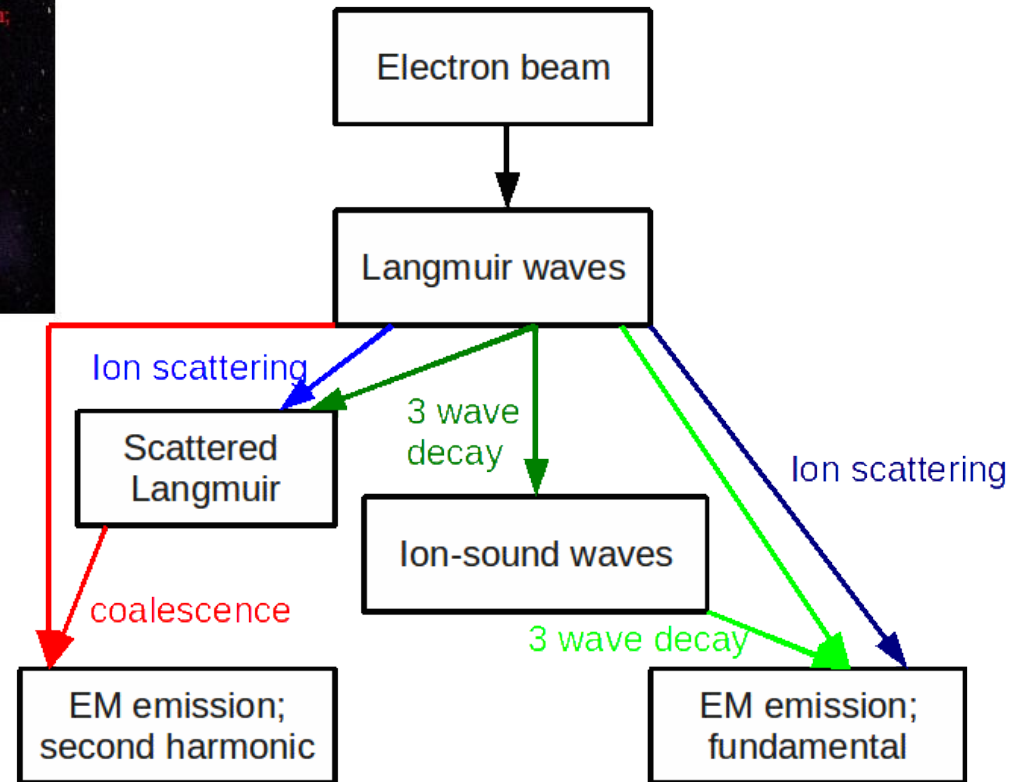 Electron beam
Langmuir waves
Ion scattering
3 wave
decay
Scattered
Langmuir
Ion scattering
Ion-sound waves
coalescence
3 wave decay
EM emission;
second harmonic
EM emission;
fundamental